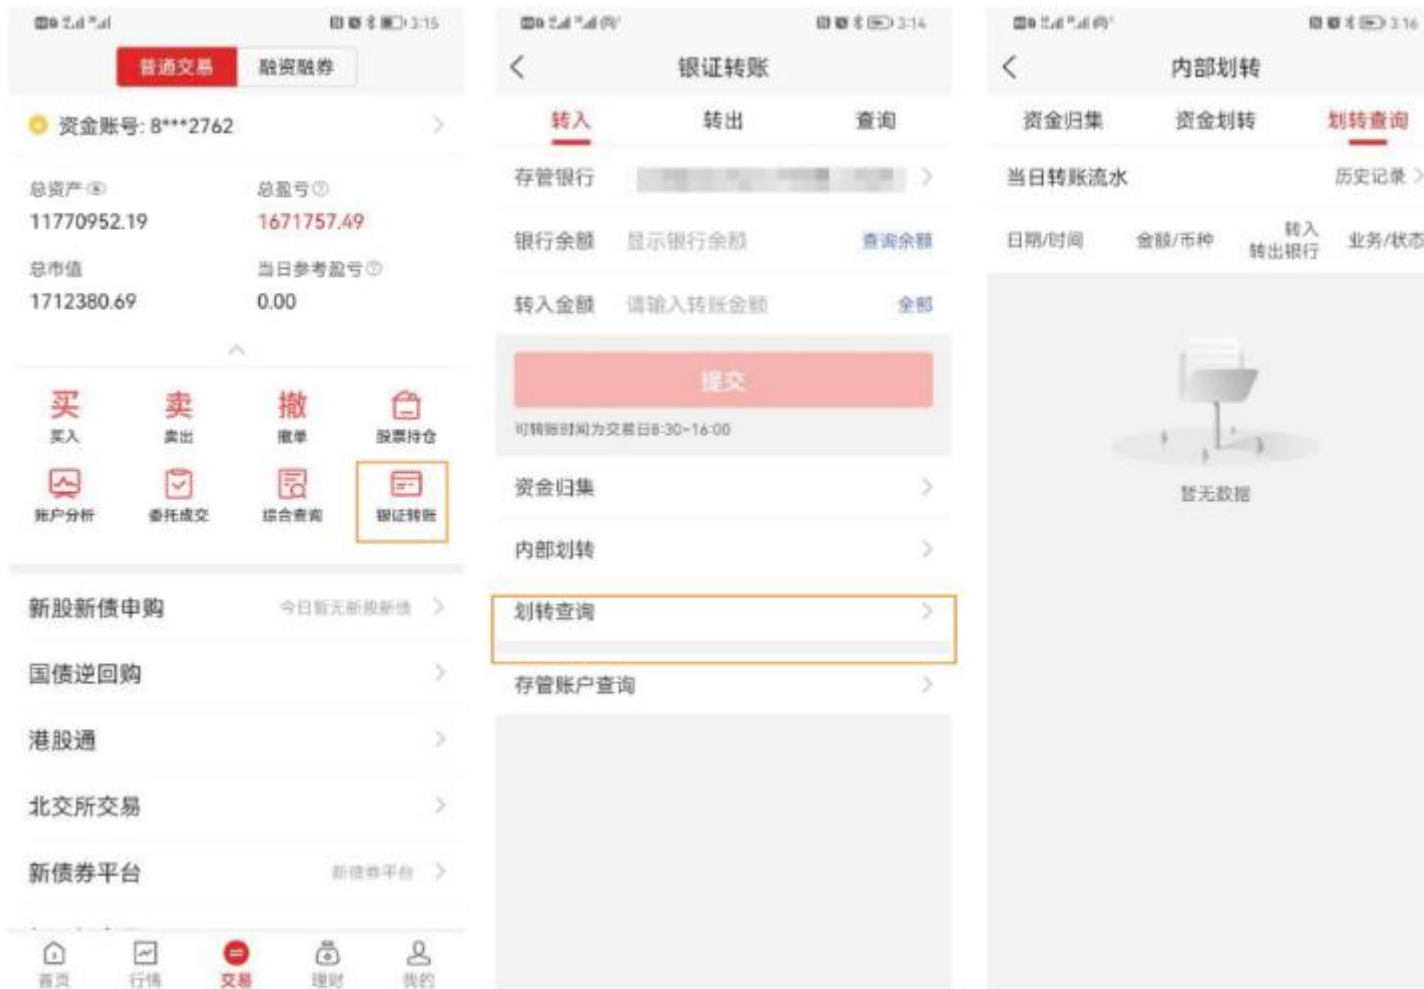 3:15
普通交易 融资融券
资金账号: 8***2762
总资产 总盈亏
11770952.19 1671757.49
总市值 当日参考盈亏
1712380.69 0.00
买 卖 撤
买入 卖出 撤单 股票持仓
账户分析 委托成交 综合查询 银证转账
新股新债申购 今日暂无新股新债
国债逆回购
港股通
北交所交易
新债券平台 新债券平台
首页 行情 交易 理财 我的
3:14
银证转账
转入 转出 查询
存管银行
银行余额 显示银行余额 查询余额
转入金额 请输入转账金额 全部
提交
可转账时间为交易日8:30~16:00
资金归集
内部划转
划转查询
存管账户查询
3:16
内部划转
资金归集 资金划转 划转查询
当日转账流水 历史记录
日期/时间 金额/币种 转入 业务/状态
转出银行
暂无数据